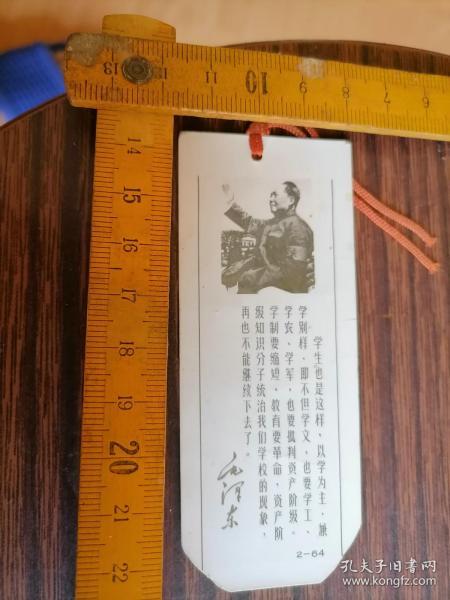 学生也是这样，以学为主，兼
学别样，即不但学文，也要学工、
学农、学军，也要批判资产阶级。
学制要缩短，教育要革命，资产阶
级知识分子统治我们学校的现象，
再也不能继续下去了。
毛泽东
2-64
13
12
11
10
9
8
7
6
14
15
16
17
18
19
20
21
22
孔夫子旧书网
www.kongfz.com